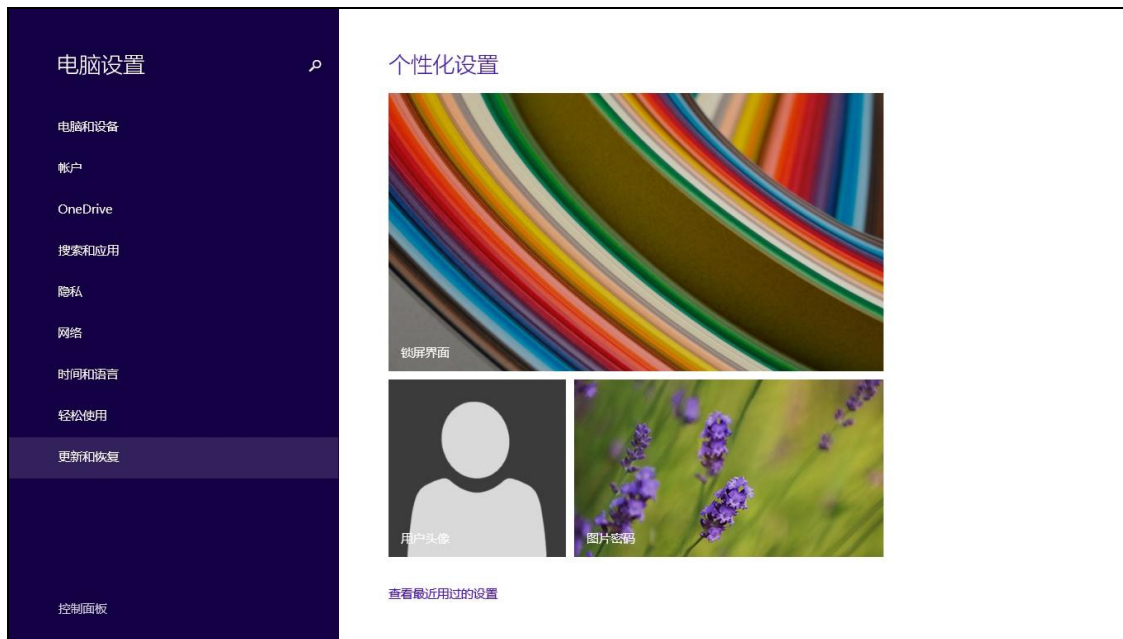 电脑设置
电脑和设备
帐户
OneDrive
搜索和应用
隐私
网络
时间和语言
轻松使用
更新和恢复
控制面板
个性化设置
锁屏界面
用户头像
图片密码
查看最近用过的设置